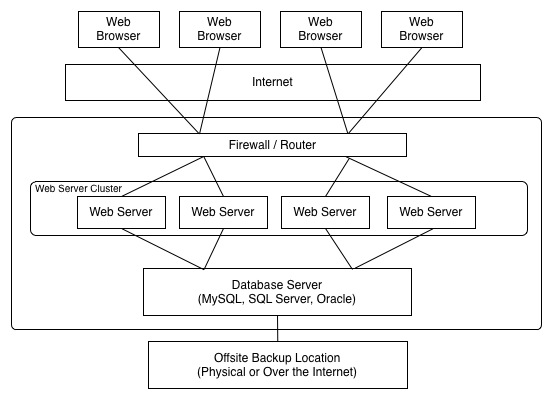 Web
Browser
Web
Browser
Web
Browser
Web
Browser
Internet
Firewall / Router
Web Server Cluster
Web Server
Web Server
Web Server
Web Server
Database Server
(MySQL, SQL Server, Oracle)
Offsite Backup Location
(Physical or Over the Internet)